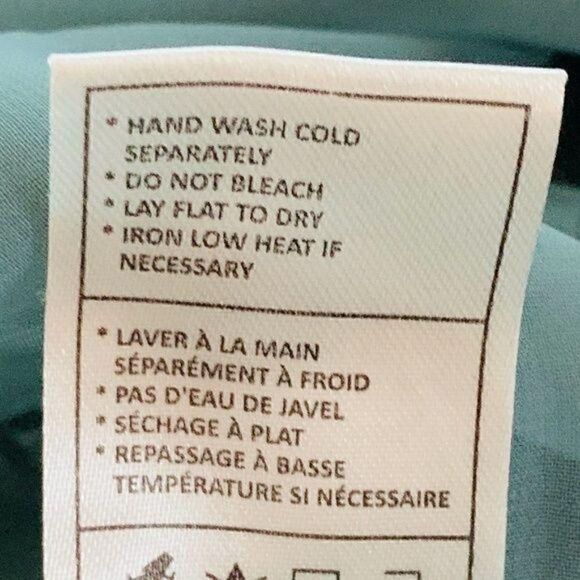 * HAND WASH COLD
SEPARATELY
* DO NOT BLEACH
* LAY FLAT TO DRY
* IRON LOW HEAT IF
NECESSARY
* LAVER À LA MAIN
SÉPARÉMENT À FROID
* PAS D'EAU DE JAVEL
* SÉCHAGE À PLAT
* REPASSAGE À BASSE
TEMPÉRATURE SI NÉCESSAIRE